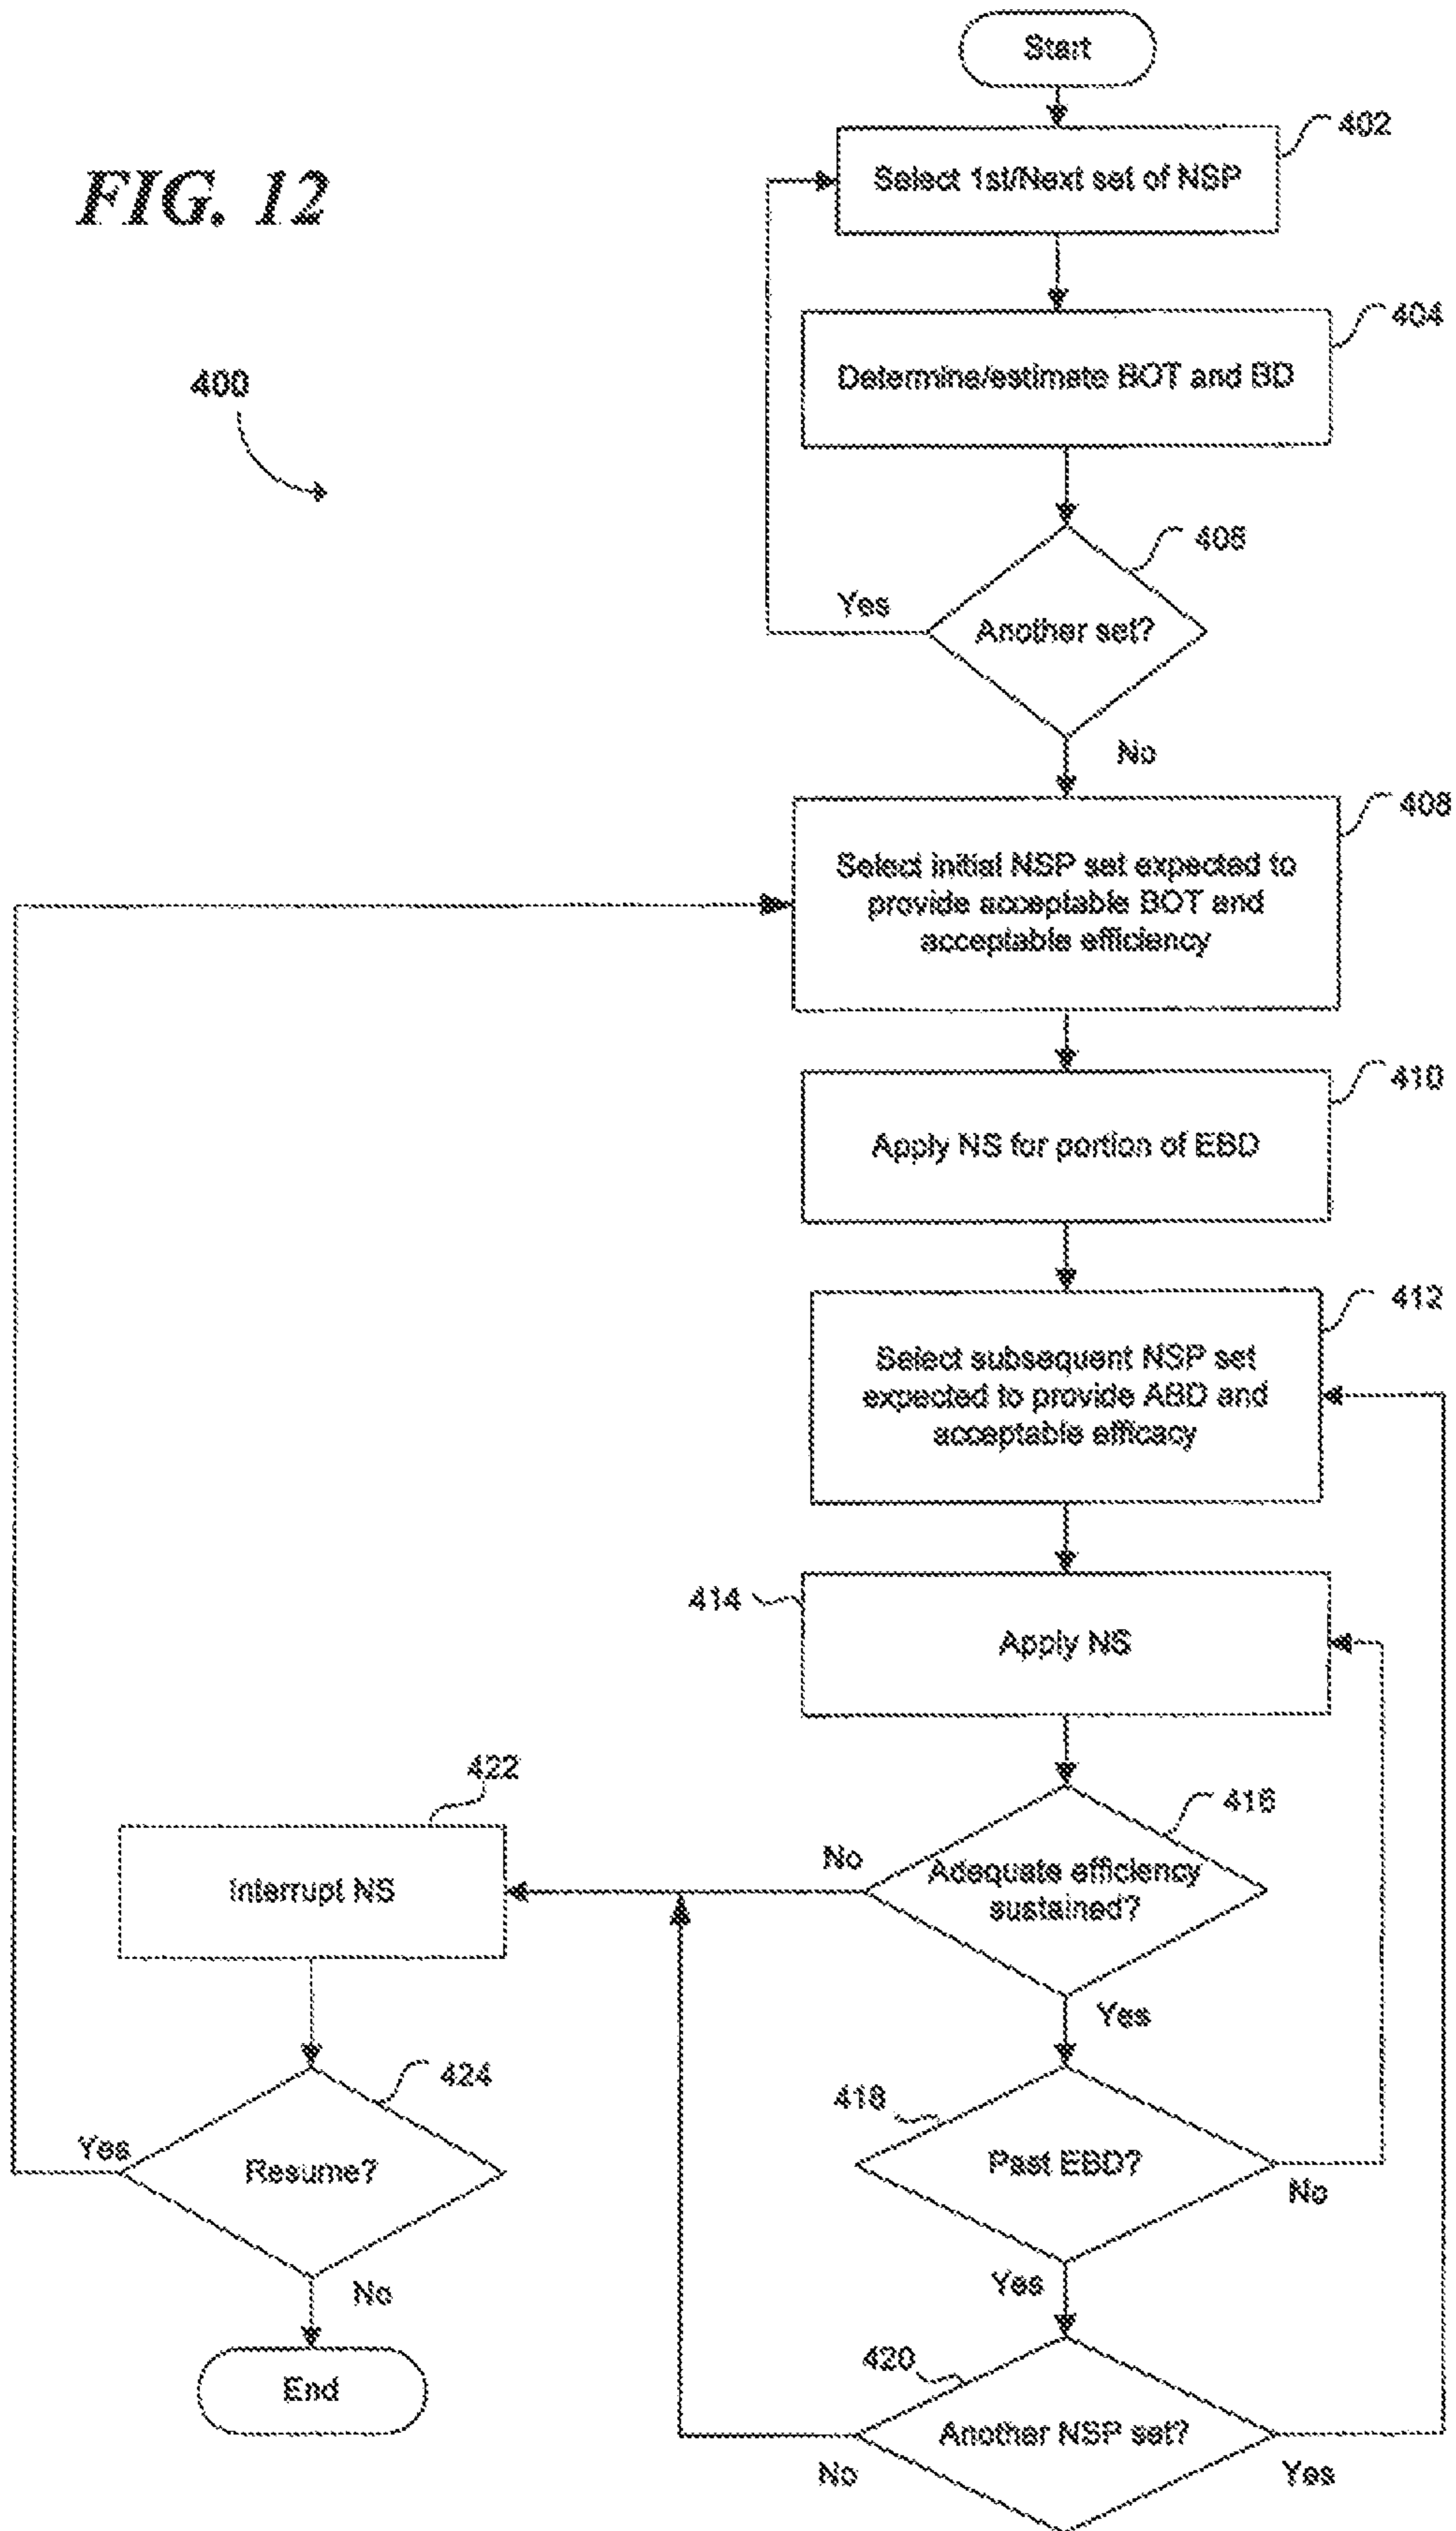 FIG. 12
400
Start
402
Select 1st/Next set of NSP
404
Determine/estimate BOT and BD
406
Another set?
Yes
No
408
Select initial NSP set expected to
provide acceptable BOT and
acceptable efficiency
410
Apply NS for portion of EBD
412
Select subsequent NSP set
expected to provide ABD and
acceptable efficacy
414
Apply NS
416
Adequate efficiency
sustained?
No
Yes
422
Interrupt NS
418
Past EBD?
No
Yes
424
Resume?
Yes
No
End
420
Another NSP set?
No
Yes